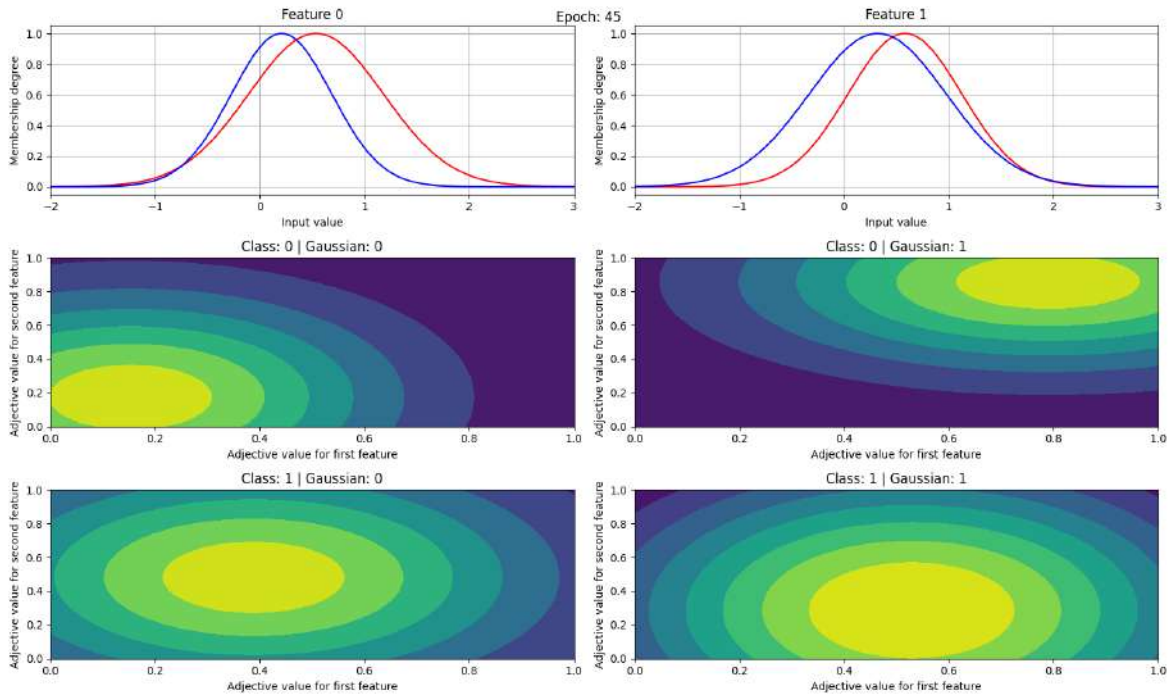 Epoch: 45
Feature 0
Membership degree
1.0
0.8
0.6
0.4
0.2
0.0
−2 −1 0 1 2 3
Input value
Feature 1
Membership degree
1.0
0.8
0.6
0.4
0.2
0.0
−2 −1 0 1 2 3
Input value
Class: 0 | Gaussian: 0
Adjective value for second feature
1.0
0.8
0.6
0.4
0.2
0.0
0.0 0.2 0.4 0.6 0.8 1.0
Adjective value for first feature
Class: 0 | Gaussian: 1
Adjective value for second feature
1.0
0.8
0.6
0.4
0.2
0.0
0.0 0.2 0.4 0.6 0.8 1.0
Adjective value for first feature
Class: 1 | Gaussian: 0
Adjective value for second feature
1.0
0.8
0.6
0.4
0.2
0.0
0.0 0.2 0.4 0.6 0.8 1.0
Adjective value for first feature
Class: 1 | Gaussian: 1
Adjective value for second feature
1.0
0.8
0.6
0.4
0.2
0.0
0.0 0.2 0.4 0.6 0.8 1.0
Adjective value for first feature